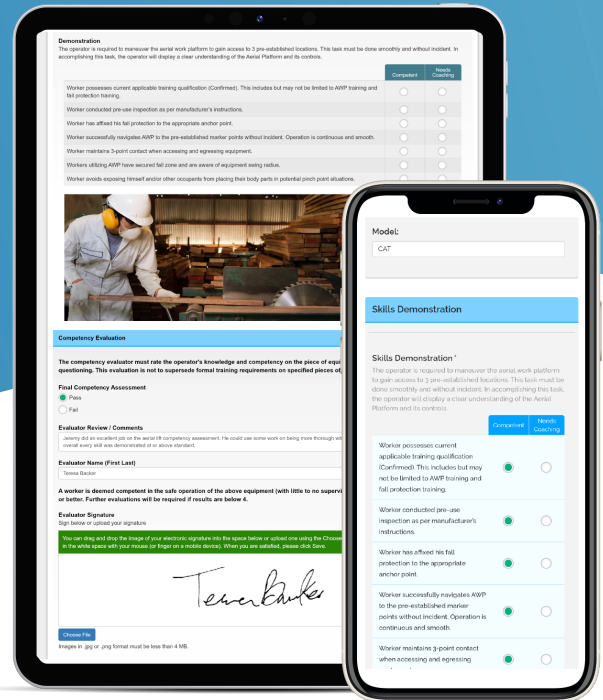 Demonstration
The operator is required to maneuver the aerial work platform to gain access to 3 pre-established locations. This task must be done smoothly and without incident. In
accomplishing this task, the operator will display a clear understanding of the Aerial Platform and its controls.
Competent
Needs
Coaching
Worker possesses current applicable training qualification (Confirmed). This includes but may not be limited to AWP training and
fall protection training.
Worker conducted pre-use inspection as per manufacturer's instructions.
Worker has affixed his fall protection to the appropriate anchor point.
Worker successfully navigates AWP to the pre-established marker points without incident. Operation is continuous and smooth.
Worker maintains 3-point contact when accessing and egressing equipment.
Workers utilizing AWP have secured fall zone and are aware of equipment swing radius.
Worker avoids exposing himself and/or other occupants from placing their body parts in potential pinch point situations.
Competency Evaluation
The competency evaluator must rate the operator's knowledge and competency on the piece of equi
questioning. This evaluation is not to supersede formal training requirements on specified pieces of
Final Competency Assessment
Pass
Fail
Evaluator Review / Comments
Jeremy did an excellent job on the aerial lift competency assessment. He could use some work on being more thorough wit
overall every skill was demonstrated at or above standard.
Evaluator Name (First Last)
Teresa Backer
A worker is deemed competent in the safe operation of the above equipment (with little to no supervi
or better. Further evaluations will be required if results are below 4.
Evaluator Signature
Sign below or upload your signature
You can drag and drop the image of your electronic signature into the space below or upload one using the Choose
in the white space with your mouse (or finger on a mobile device). When you are satisfied, please click Save.
Choose File
Images in .jpg or .png format must be less than 4 MB.
Model:
CAT
Skills Demonstration
Skills Demonstration *
The operator is required to maneuver the aerial work platform
to gain access to 3 pre-established locations. This task must be
done smoothly and without incident. In accomplishing this task,
the operator will display a clear understanding of the Aerial
Platform and its controls.
Competent
Needs
Coaching
Worker possesses current
applicable training qualification
(Confirmed). This includes but may
not be limited to AWP training and
fall protection training.
Worker conducted pre-use
inspection as per manufacturer's
instructions.
Worker has affixed his fall
protection to the appropriate
anchor point.
Worker successfully navigates AWP
to the pre-established marker
points without incident. Operation is
continuous and smooth.
Worker maintains 3-point contact
when accessing and egressing